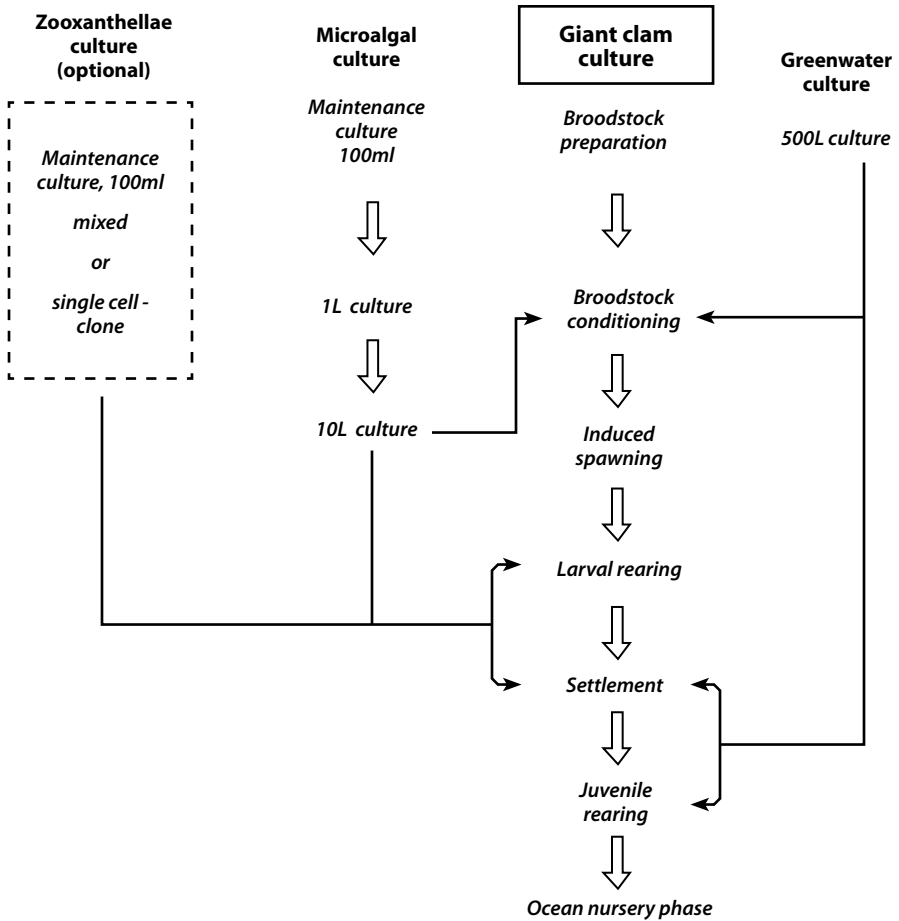 Zooxanthellae
culture
(optional)
Maintenance
culture, 100ml
mixed
or
single cell -
clone
Microalgal
culture
Maintenance
culture
100ml
1L culture
10L culture
Giant clam
culture
Broodstock
preparation
Broodstock
conditioning
Induced
spawning
Larval rearing
Settlement
Juvenile
rearing
Ocean nursery phase
Greenwater
culture
500L culture